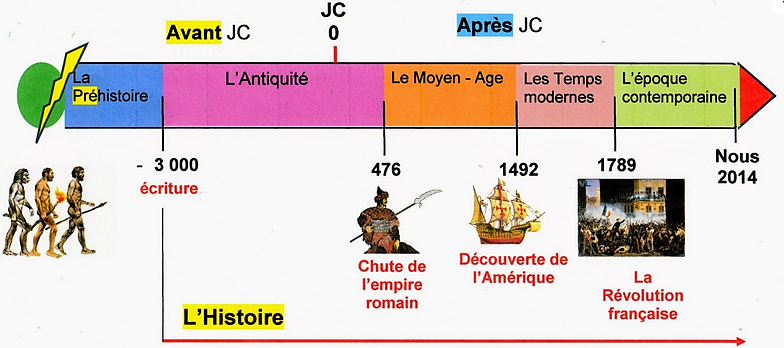 JC
0
Avant JC
Après JC
La
Préhistoire
L'Antiquité
Le Moyen - Age
Les Temps
modernes
L'époque
contemporaine
- 3 000
écriture
476
1492
1789
Nous
2014
Chute de
l'empire
romain
Découverte de
l'Amérique
La
Révolution
française
L'Histoire